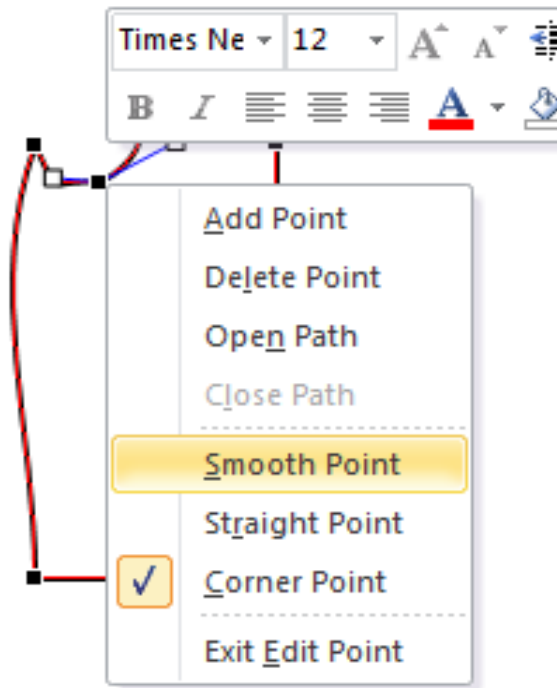 Times Ne 12 A A
B I A
Add Point
Delete Point
Open Path
Close Path
Smooth Point
Straight Point
Corner Point
Exit Edit Point